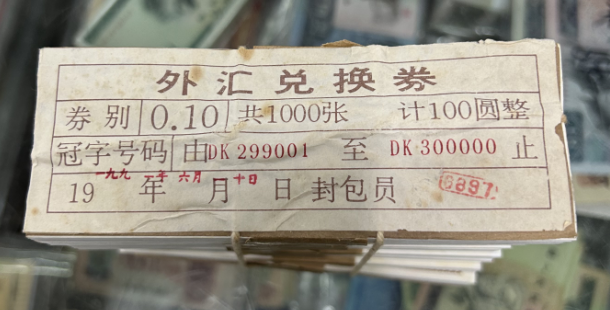 外汇兑换券
券别 0.10 共1000张 计100圆整
冠字号码 由DK 299001 至 DK 300000 止
19 一九九一年 年 六月 月 十日 日 封包员 6897